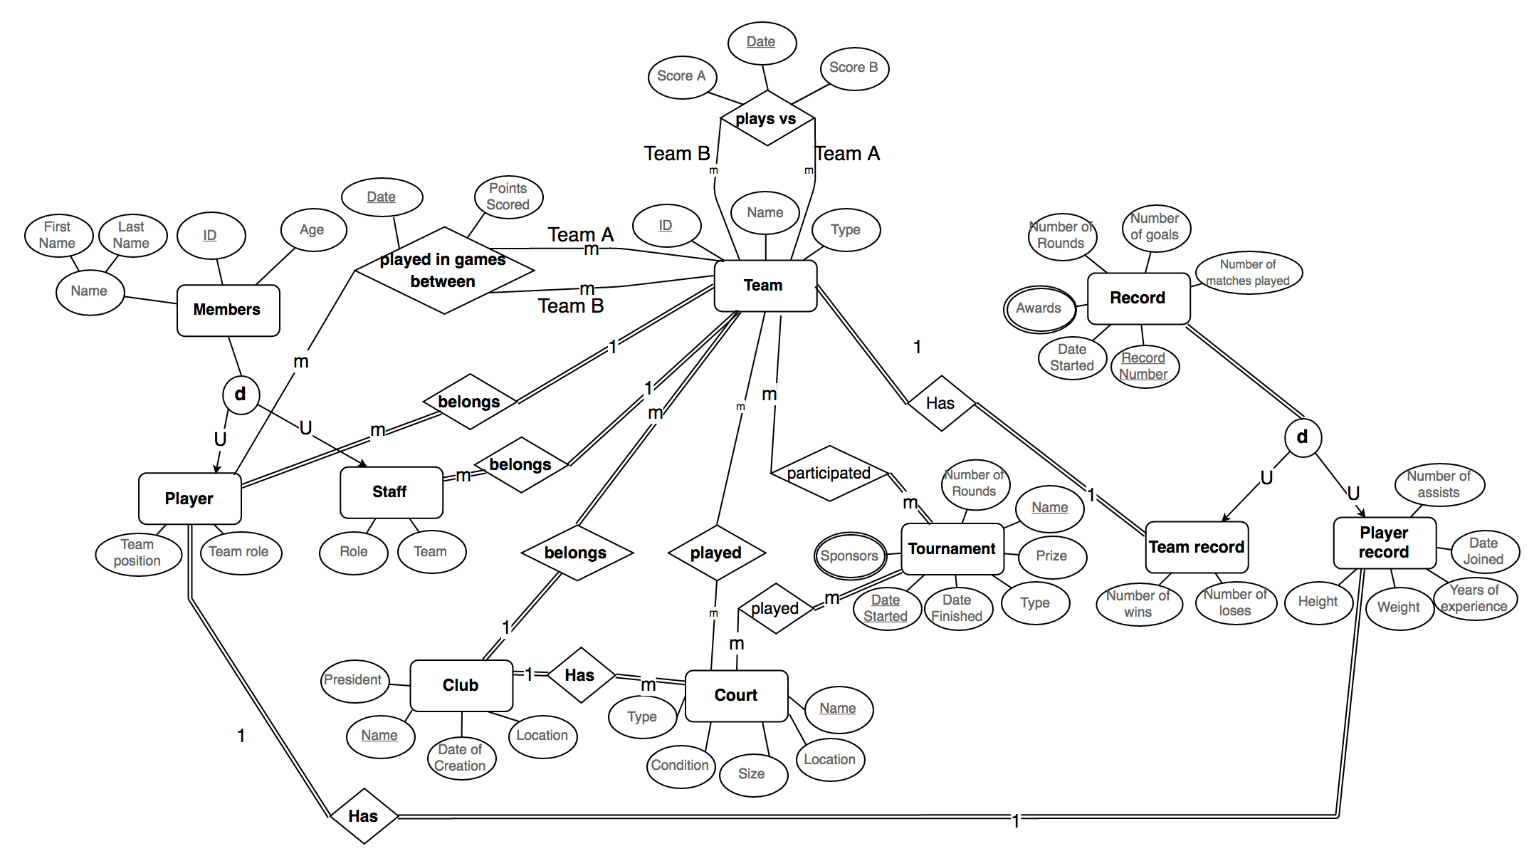 Date
Score A
Score B
plays vs
Team B
Team A
m
m
Date
Points
Scored
First
Name
Last
Name
ID
Age
Name
Members
played in games
between
Team A
m
m
Team B
ID
Name
Type
Team
Number of
Rounds
Number
of goals
Number of
matches played
Record
Awards
Date
Started
Record
Number
d
U
U
m
1
belongs
m
1
m
belongs
m
m
m
1
Has
1
d
U
U
Player
Staff
Team
position
Team role
Role
Team
belongs
1
played
m
participated
m
Number of
Rounds
Name
Sponsors
Tournament
Prize
Date
Started
Date
Finished
Type
played
m
m
Team record
Number of
wins
Number of
loses
Player
record
Number of
assists
Date
Joined
Years of
experience
Height
Weight
President
Club
Name
Date of
Creation
Location
1
Has
m
Court
Type
Condition
Size
Location
Name
1
Has
1